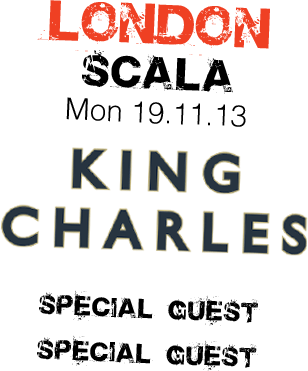 LONDON
SCALA
Mon 19.11.13
KING
CHARLES
SPECIAL GUEST
SPECIAL GUEST